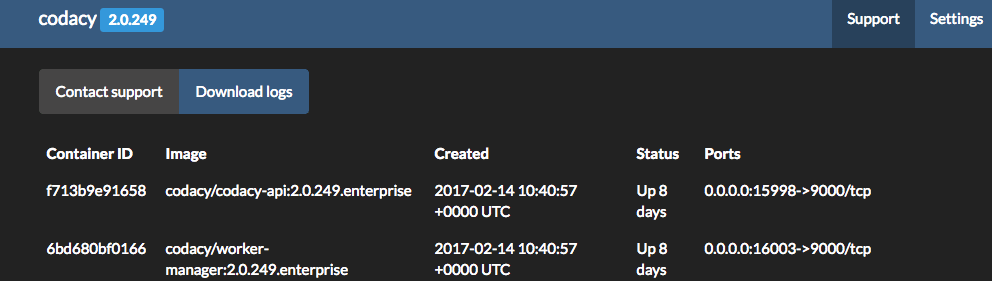 codacy 2.0.249 Support Settings
Contact support Download logs
Container ID Image Created Status Ports
f713b9e91658 codacy/codacy-api:2.0.249.enterprise 2017-02-14 10:40:57 Up 8 0.0.0.0:15998->9000/tcp
+0000 UTC days
6bd680bf0166 codacy/worker- 2017-02-14 10:40:57 Up 8 0.0.0.0:16003->9000/tcp
manager:2.0.249.enterprise +0000 UTC days